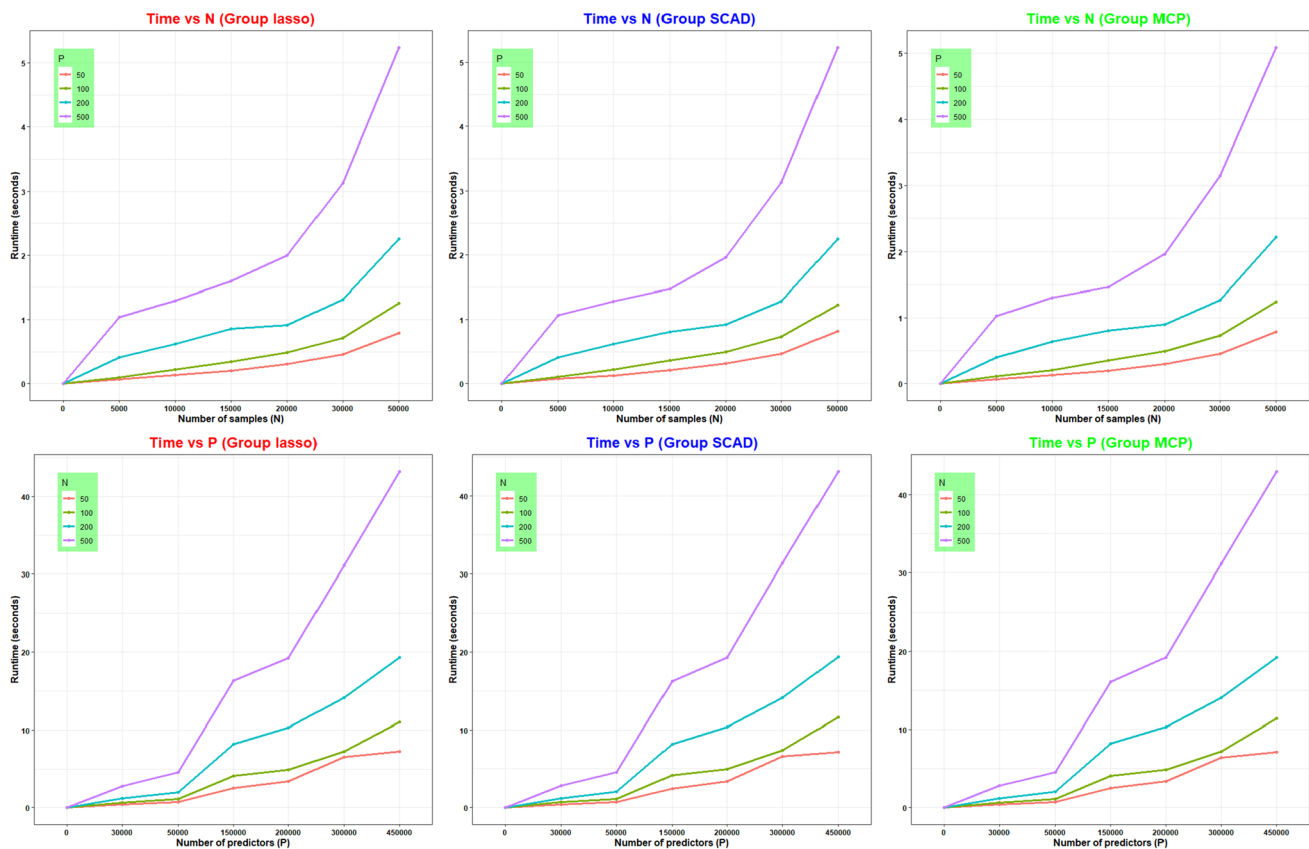 Time vs N (Group lasso)
Runtime (seconds)
5
4
3
2
1
0
P
50
100
200
500
0 5000 10000 15000 20000 30000 50000
Number of samples (N)
Time vs N (Group SCAD)
Runtime (seconds)
5
4
3
2
1
0
P
50
100
200
500
0 5000 10000 15000 20000 30000 50000
Number of samples (N)
Time vs N (Group MCP)
Runtime (seconds)
5
4
3
2
1
0
P
50
100
200
500
0 5000 10000 15000 20000 30000 50000
Number of samples (N)
Time vs P (Group lasso)
Runtime (seconds)
40
30
20
10
0
N
50
100
200
500
0 30000 50000 150000 200000 300000 450000
Number of predictors (P)
Time vs P (Group SCAD)
Runtime (seconds)
40
30
20
10
0
N
50
100
200
500
0 30000 50000 150000 200000 300000 450000
Number of predictors (P)
Time vs P (Group MCP)
Runtime (seconds)
40
30
20
10
0
N
50
100
200
500
0 30000 50000 150000 200000 300000 450000
Number of predictors (P)